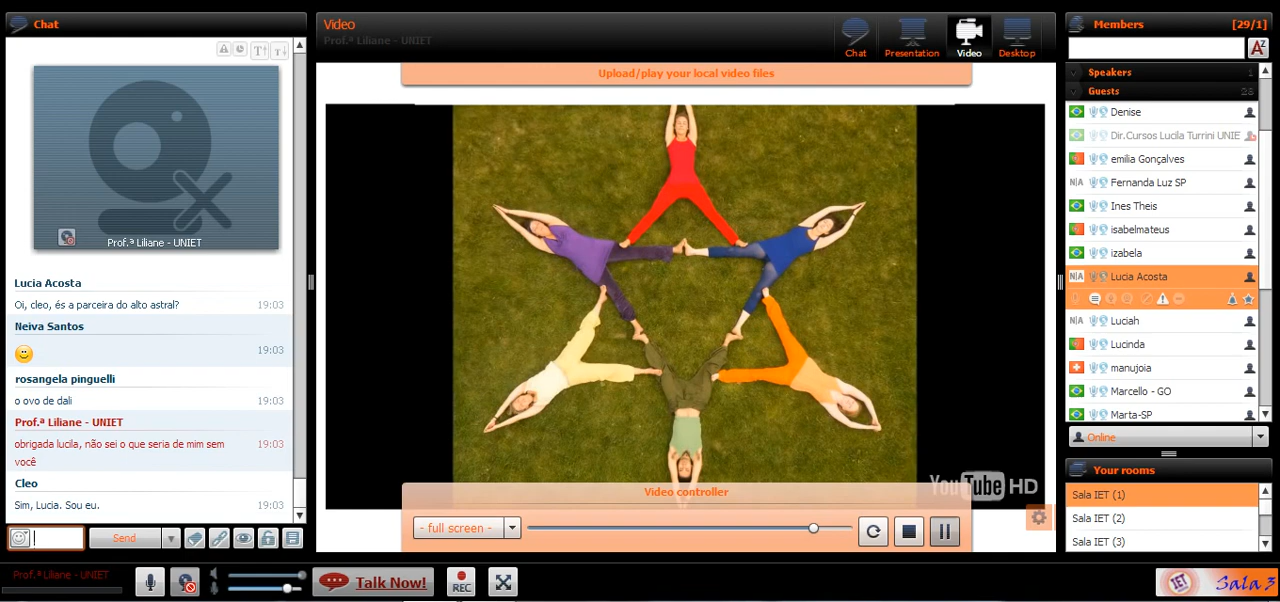 Chat
T↑
T↓
Prof.ª Liliane - UNIET
Lucia Acosta
Oi, cleo, és a parceira do alto astral?
19:03
Neiva Santos
19:03
rosangela pinguelli
o ovo de dali
19:03
Prof.ª Liliane - UNIET
obrigada lucila, não sei o que seria de mim sem
você
19:03
Cleo
Sim, Lucia. Sou eu.
19:03
Send
Video
Prof.ª Liliane - UNIET
Chat
Presentation
Video
Desktop
Upload/play your local video files
YouTube HD
Video controller
- full screen -
Members
[29/1]
AZ
Speakers
1
Guests
28
Denise
Dir.Cursos Lucila Turrini UNIE
emilia Gonçalves
N/A Fernanda Luz SP
Ines Theis
isabelmateus
izabela
N/A Lucia Acosta
N/A Luciah
Lucinda
manujoia
Marcello - GO
Marta-SP
Online
Your rooms
Sala IET (1)
Sala IET (2)
Sala IET (3)
Prof.ª Liliane - UNIET
Talk Now!
REC
IET
Sala 3